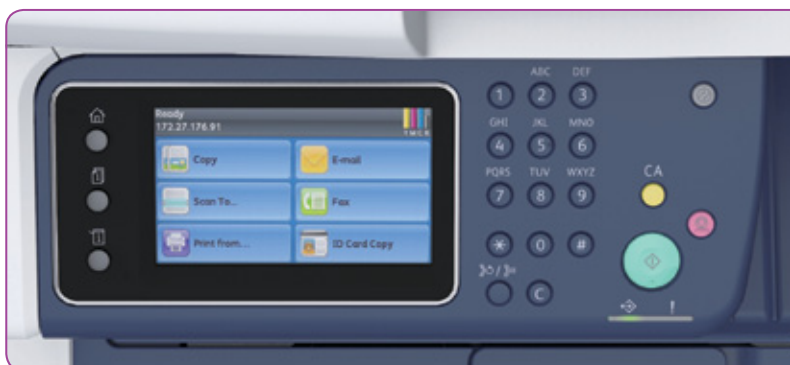 Ready
172.27.176.91
Y M C K
Copy
E-mail
Scan To...
Fax
Print from...
ID Card Copy
ABC DEF
1 2 3
GHI JKL MNO
4 5 6
PQRS TUV WXYZ
7 8 9
* 0 #
C
CA